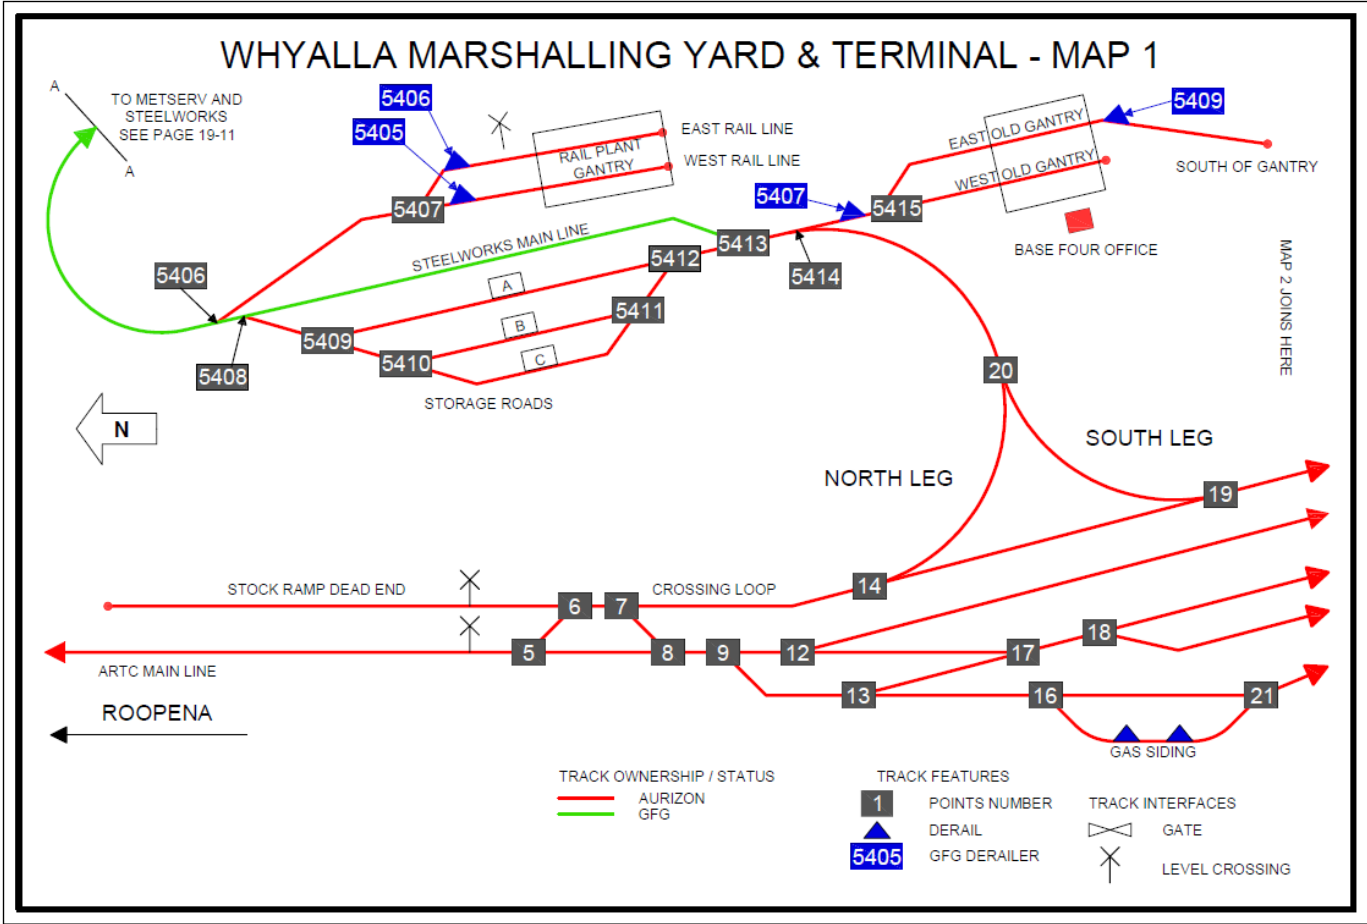 WHYALLA MARSHALLING YARD & TERMINAL - MAP 1
A
TO METSERV AND
STEELWORKS
SEE PAGE 19-11
A
5406
5405
EAST RAIL LINE
RAIL PLANT
GANTRY
WEST RAIL LINE
5407
5409
EAST OLD GANTRY
WEST OLD GANTRY
SOUTH OF GANTRY
5407
5415
BASE FOUR OFFICE
STEELWORKS MAIN LINE
5413
5412
5414
5406
A
5411
B
5409
5410
C
5408
STORAGE ROADS
MAP 2 JOINS HERE
N
20
SOUTH LEG
NORTH LEG
19
14
STOCK RAMP DEAD END
6
7
CROSSING LOOP
5
8
9
12
17
18
ARTC MAIN LINE
13
16
21
ROOPENA
GAS SIDING
TRACK OWNERSHIP / STATUS
AURIZON
GFG
TRACK FEATURES
1 POINTS NUMBER
DERAIL
5405 GFG DERAILER
TRACK INTERFACES
GATE
LEVEL CROSSING